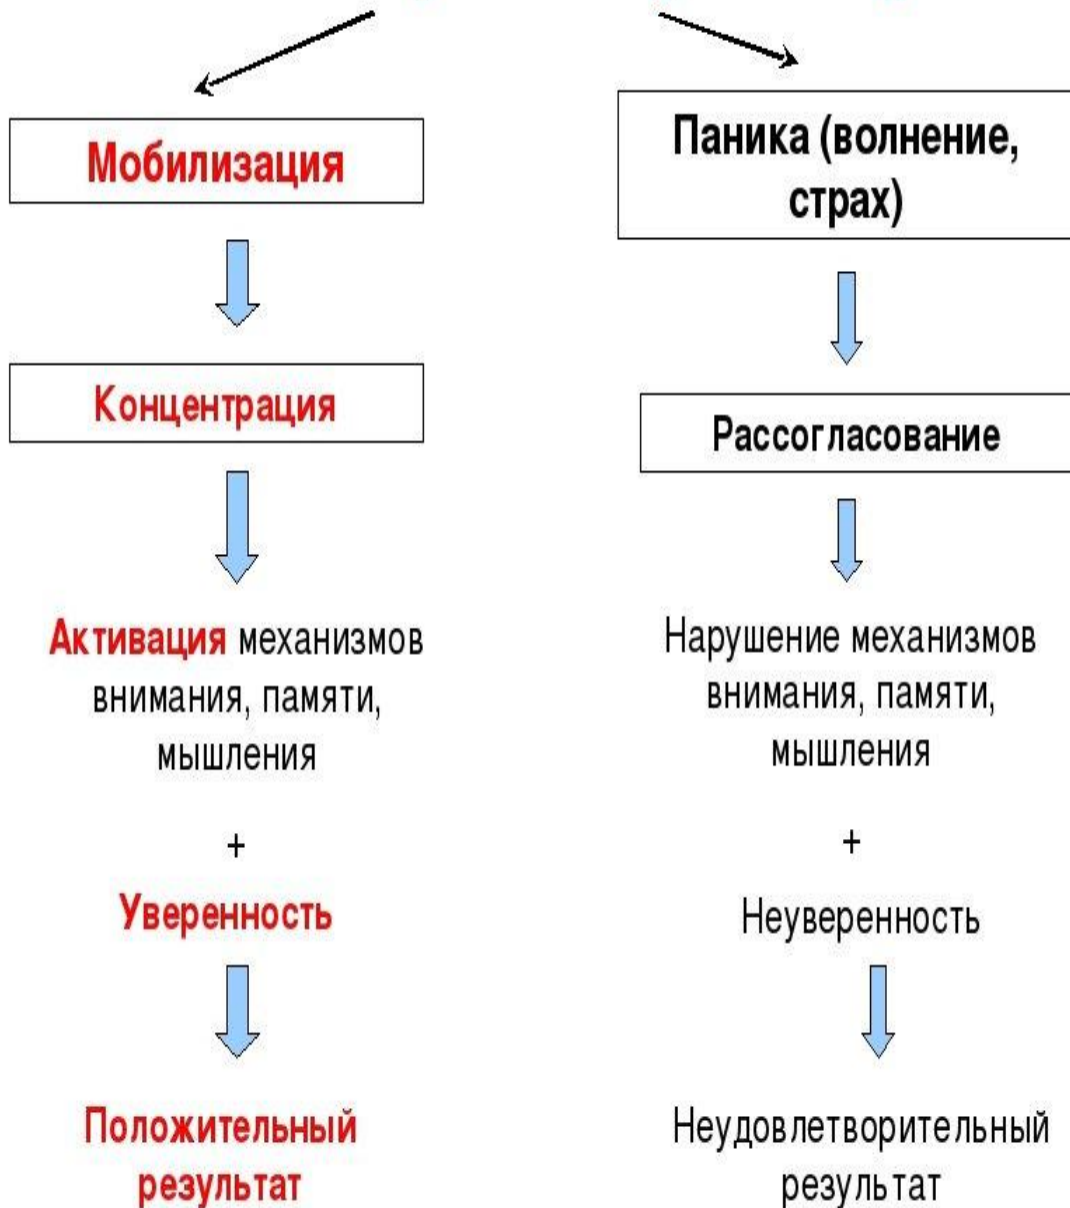 Мобилизация
Концентрация
Активация механизмов
внимания, памяти,
мышления
+
Уверенность
Положительный
результат
Паника (волнение,
страх)
Рассогласование
Нарушение механизмов
внимания, памяти,
мышления
+
Неуверенность
Неудовлетворительный
результат